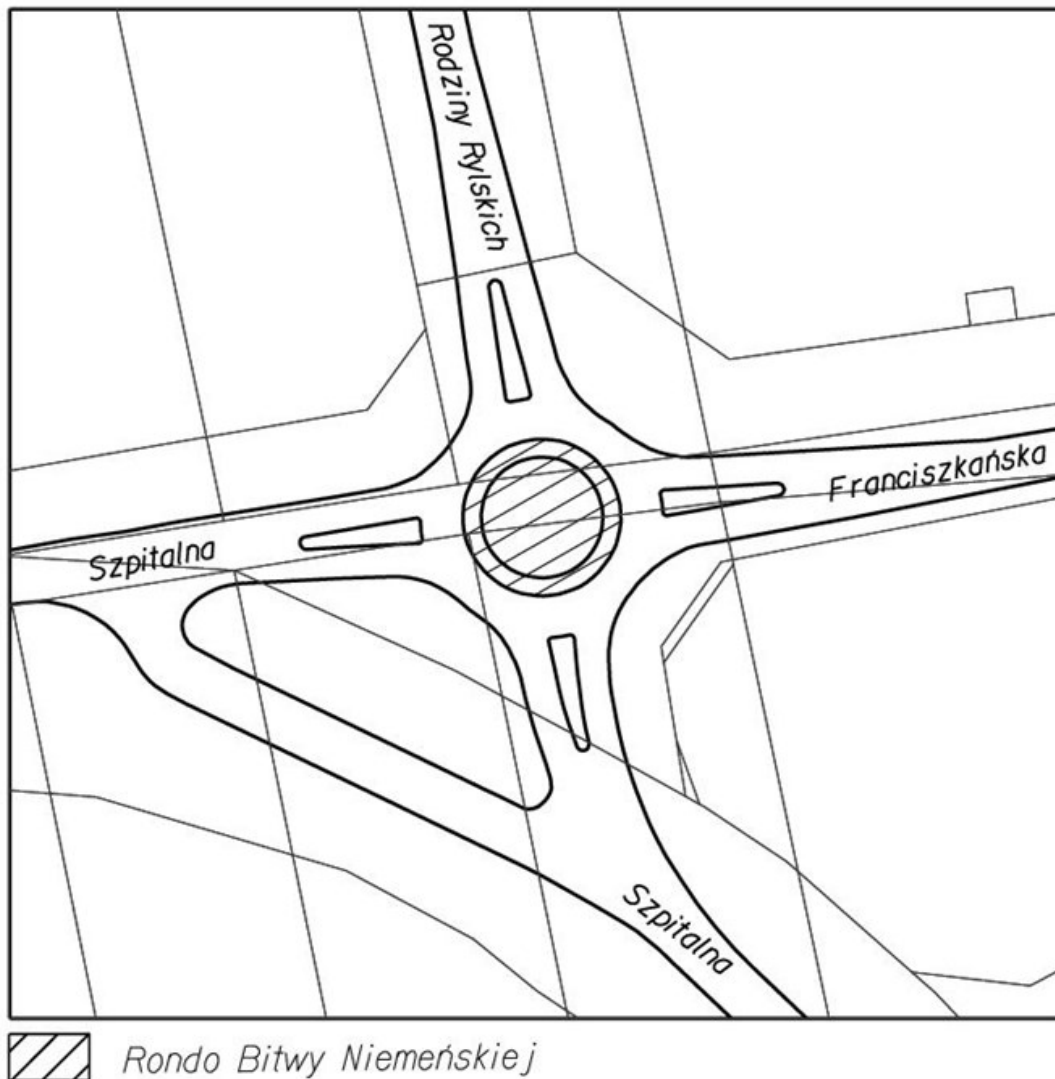 Rodziny Rylskich
Franciszkańska
Szpitalna
Szpitalna
Rondo Bitwy Niemeńskiej